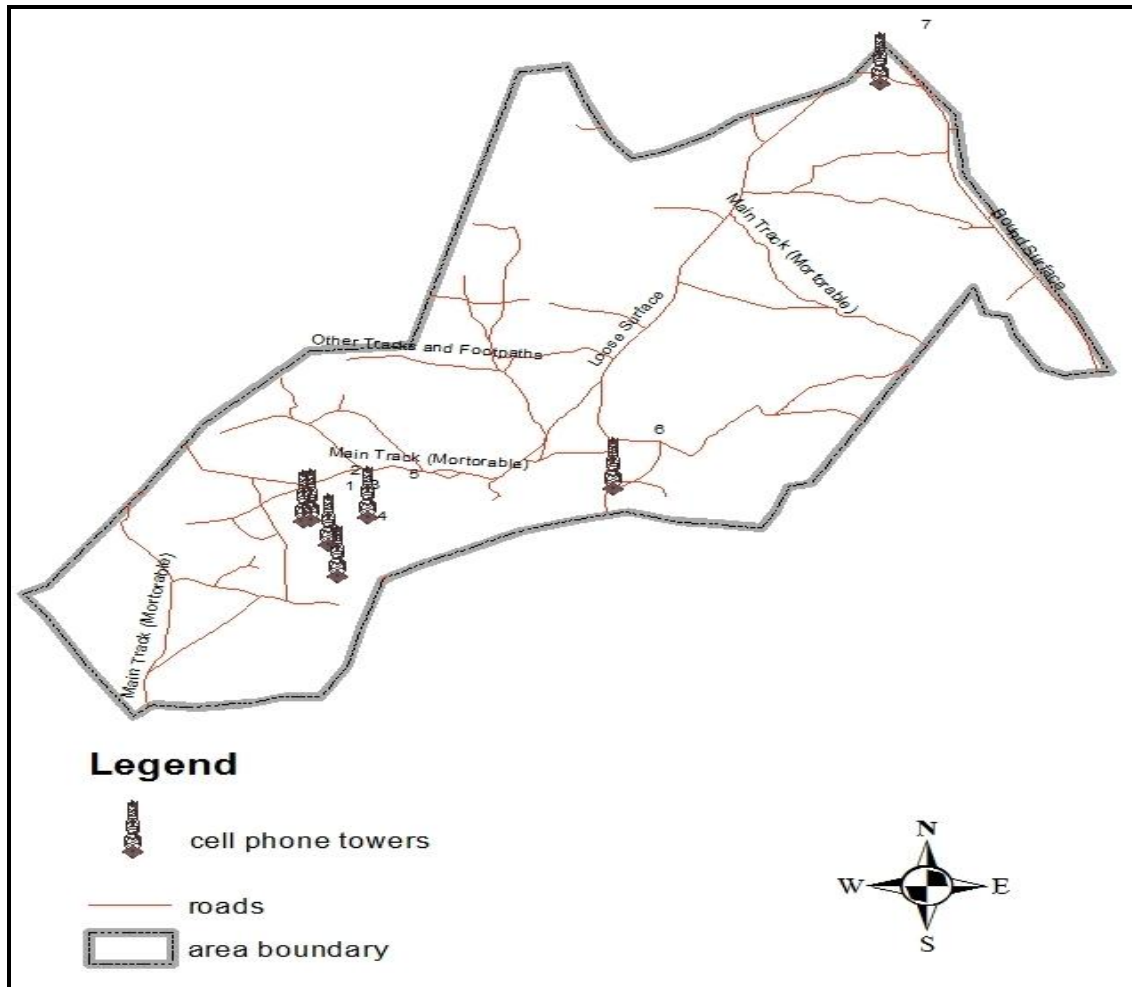 7
Main Track (Mortorable)
Bound Surface
Loose Surface
Other Tracks and Footpaths
6
Main Track (Mortorable)
2
5
1
3
4
Main Track (Mortorable)
Legend
cell phone towers
roads
area boundary
N
W
E
S